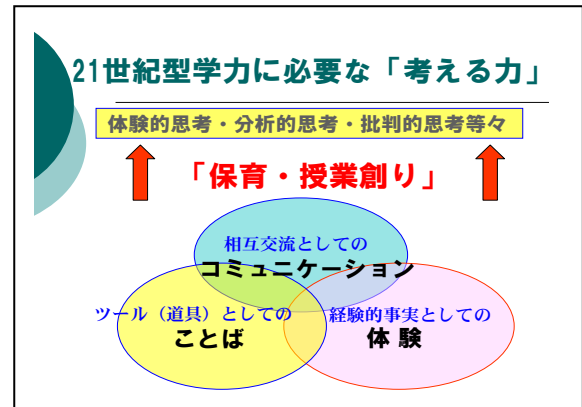 21世紀型学力に必要な「考える力」
体験的思考・分析的思考・批判的思考等々
「保育・授業創り」
相互交流としての
コミュニケーション
ツール（道具）としての
ことば
経験的事実としての
体 験